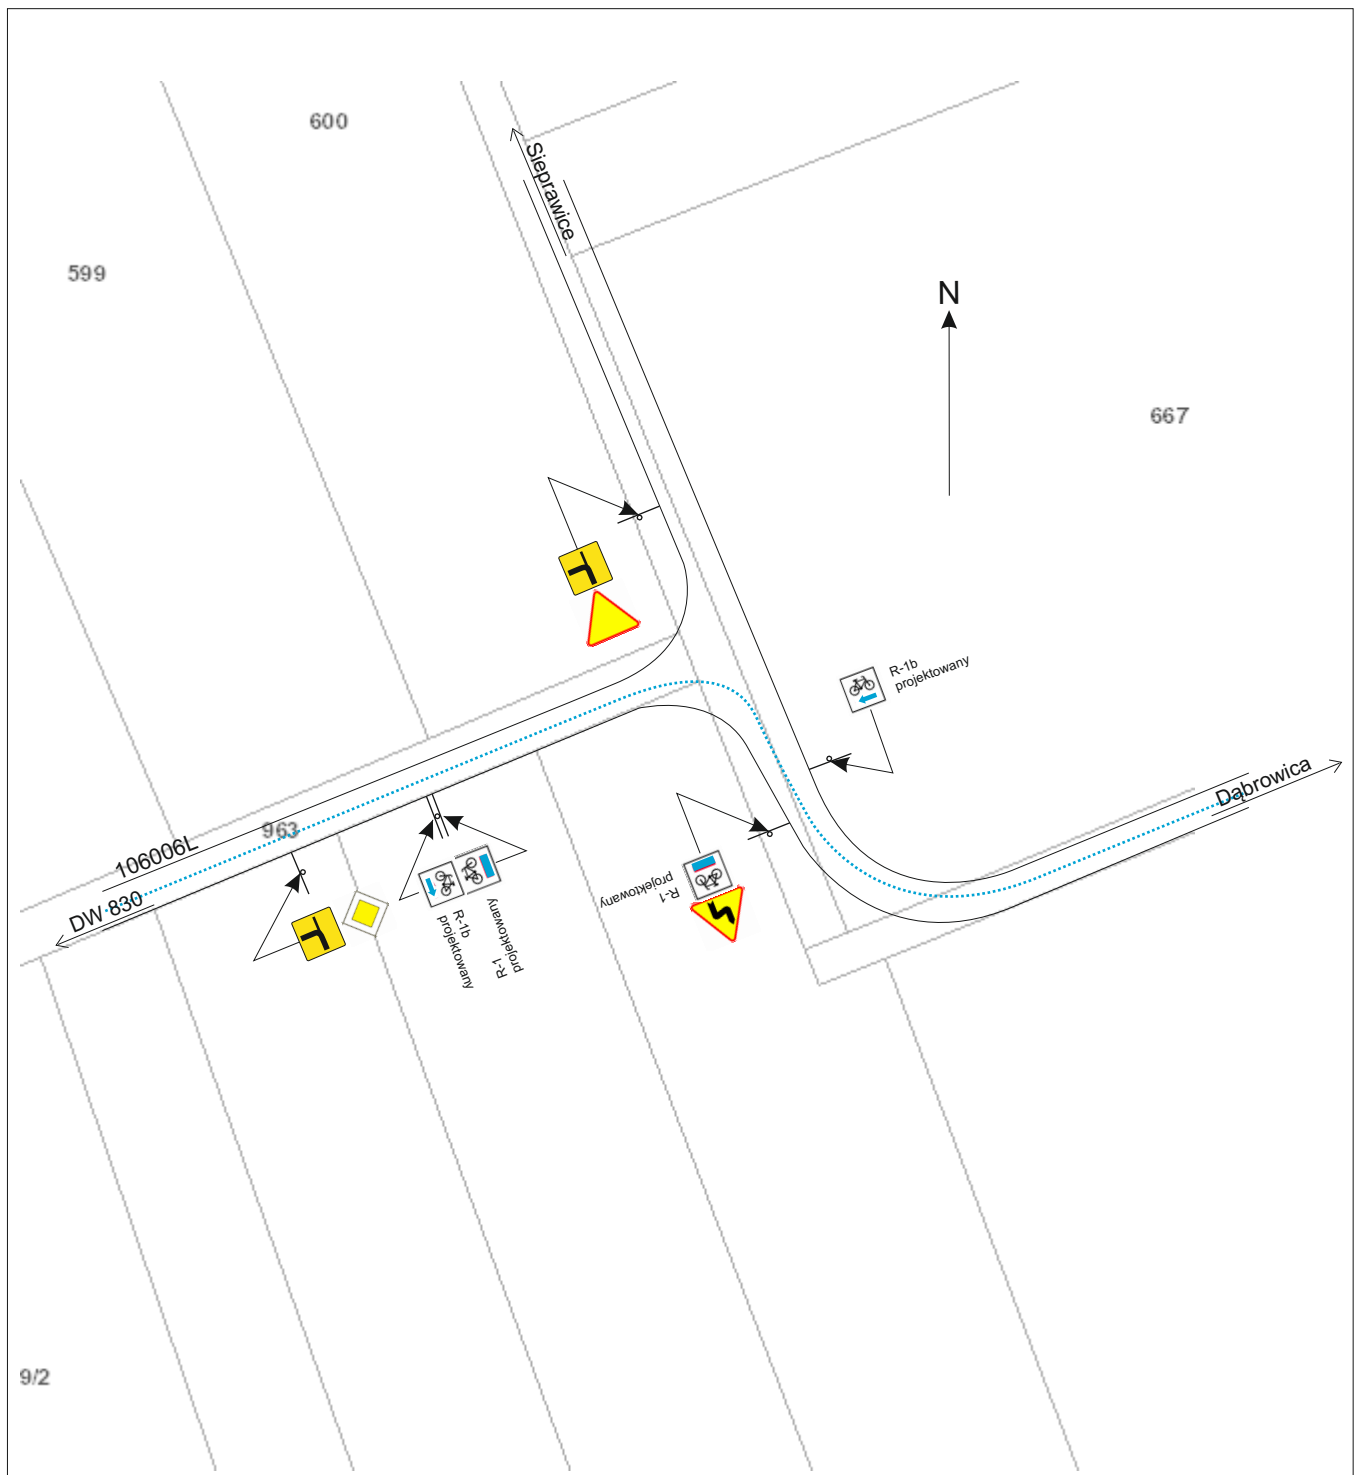 600
Sieprawice
599
N
667
R-1b
projektowany
Dąbrowica
963
106006L
DW 830
R-1
projektowany
R-1b
projektowany
R-1
projektowany
9/2